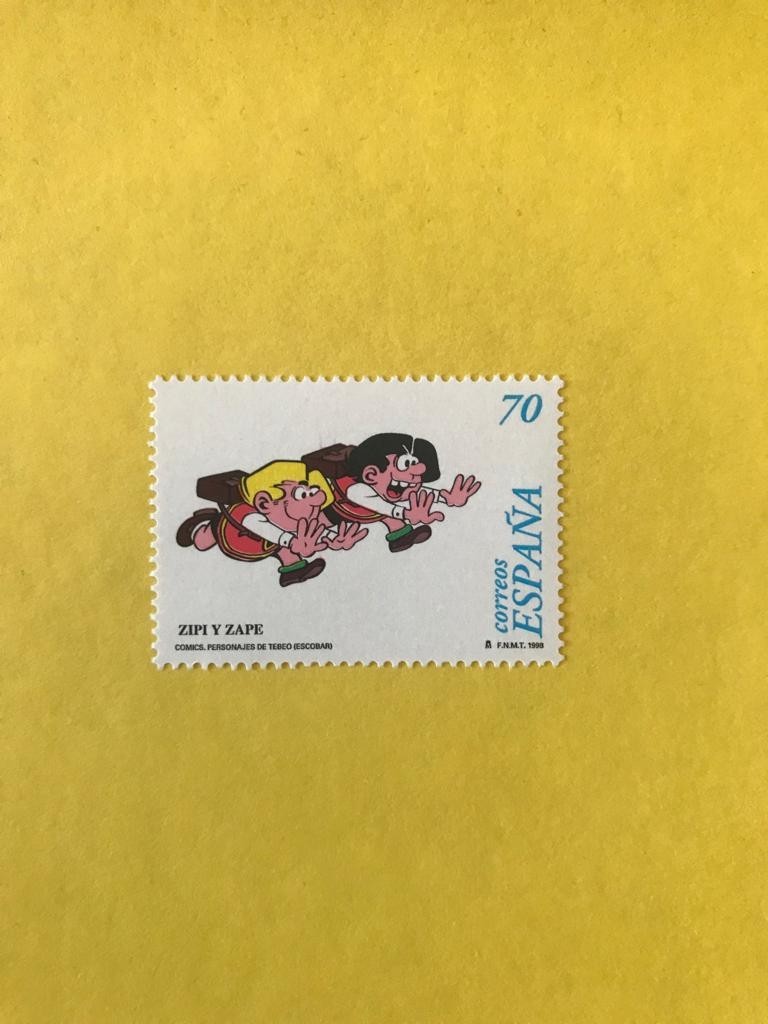 70
correos
ESPAÑA
ZIPI Y ZAPE
COMICS. PERSONAJES DE TEBEO (ESCOBAR)
F.N.M.T. 1998